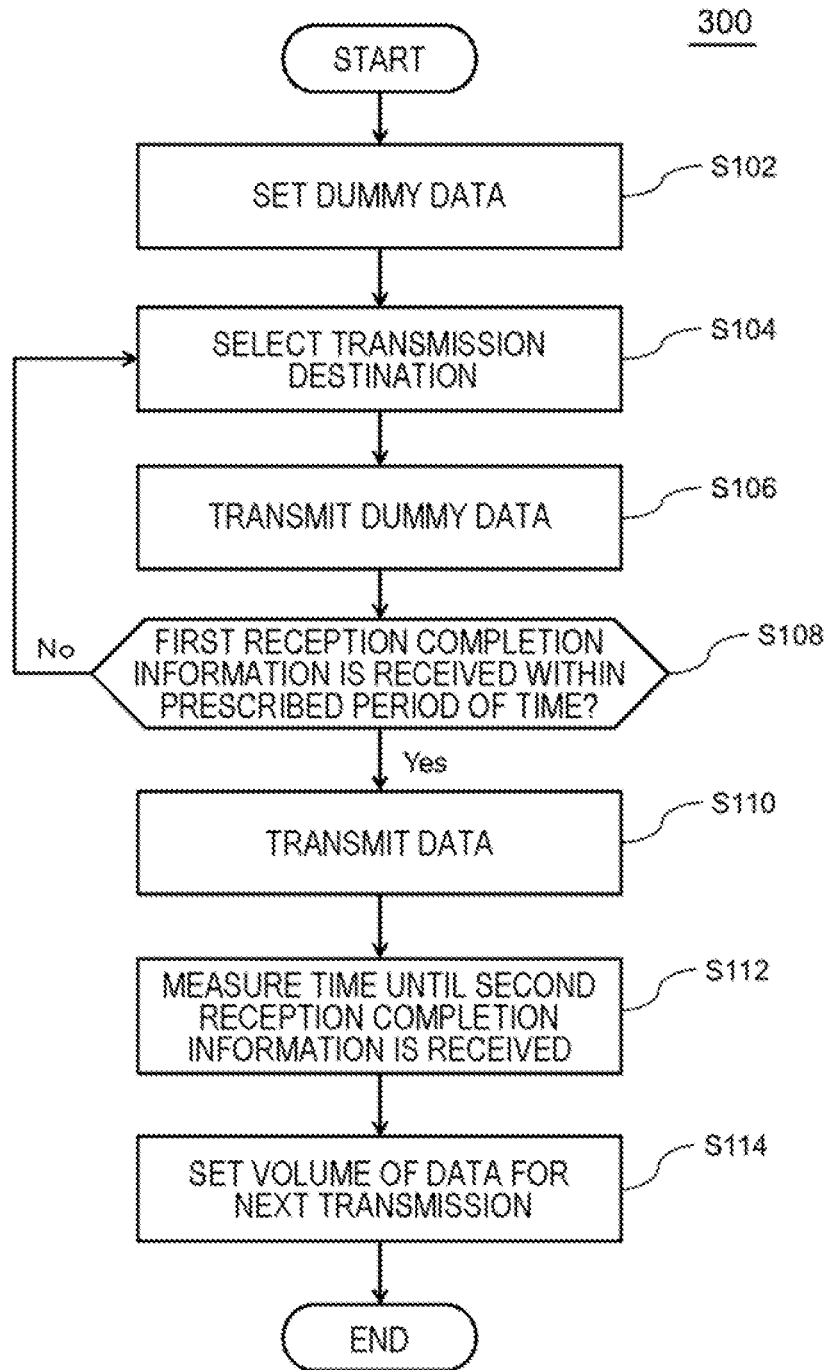 300
START
SET DUMMY DATA
S102
SELECT TRANSMISSION
DESTINATION
S104
TRANSMIT DUMMY DATA
S106
FIRST RECEPTION COMPLETION
INFORMATION IS RECEIVED WITHIN
PRESCRIBED PERIOD OF TIME?
S108
No
Yes
TRANSMIT DATA
S110
MEASURE TIME UNTIL SECOND
RECEPTION COMPLETION
INFORMATION IS RECEIVED
S112
SET VOLUME OF DATA FOR
NEXT TRANSMISSION
S114
END